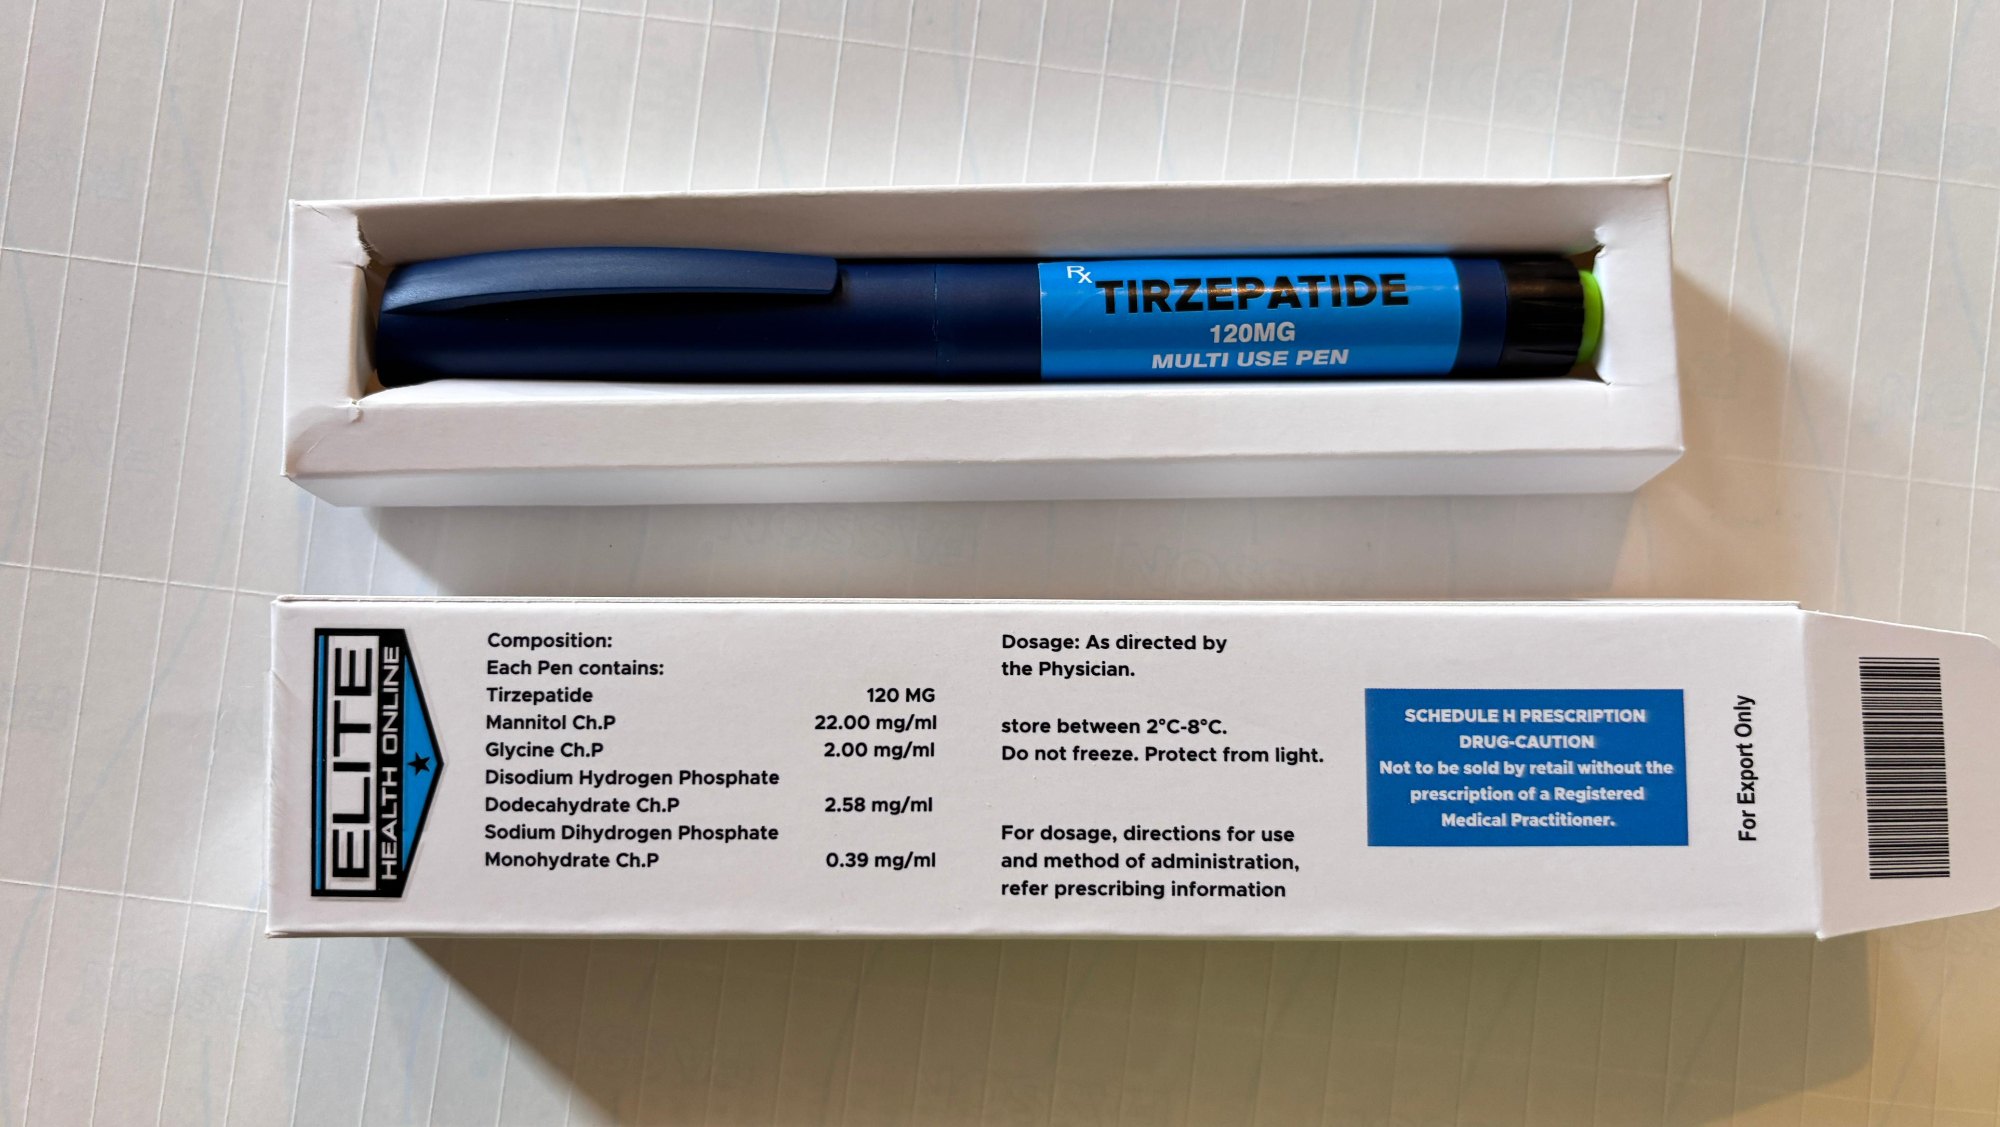 Rx TIRZEPATIDE
120MG
MULTI USE PEN
ELITE
HEALTH ONLINE
Composition:
Each Pen contains:
Tirzepatide 120 MG
Mannitol Ch.P 22.00 mg/ml
Glycine Ch.P 2.00 mg/ml
Disodium Hydrogen Phosphate
Dodecahydrate Ch.P 2.58 mg/ml
Sodium Dihydrogen Phosphate
Monohydrate Ch.P 0.39 mg/ml
Dosage: As directed by
the Physician.
store between 2°C-8°C.
Do not freeze. Protect from light.
For dosage, directions for use
and method of administration,
refer prescribing information
SCHEDULE H PRESCRIPTION
DRUG-CAUTION
Not to be sold by retail without the
prescription of a Registered
Medical Practitioner.
For Export Only